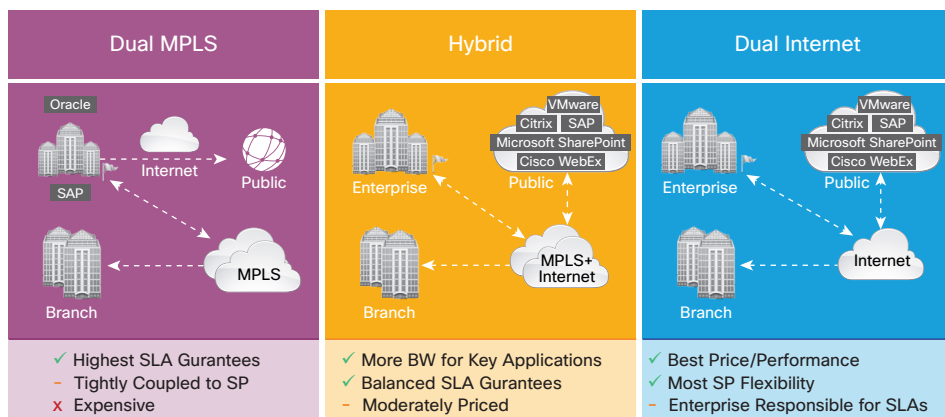 Dual MPLS
Oracle
Internet
Public
SAP
MPLS
Branch
✓ Highest SLA Gurantees
– Tightly Coupled to SP
x Expensive
Hybrid
VMware
Citrix SAP
Microsoft SharePoint
Cisco WebEx
Enterprise
Public
MPLS+
Internet
Branch
✓ More BW for Key Applications
✓ Balanced SLA Gurantees
– Moderately Priced
Dual Internet
VMware
Citrix SAP
Microsoft SharePoint
Cisco WebEx
Enterprise
Public
Internet
Branch
✓ Best Price/Performance
✓ Most SP Flexibility
– Enterprise Responsible for SLAs